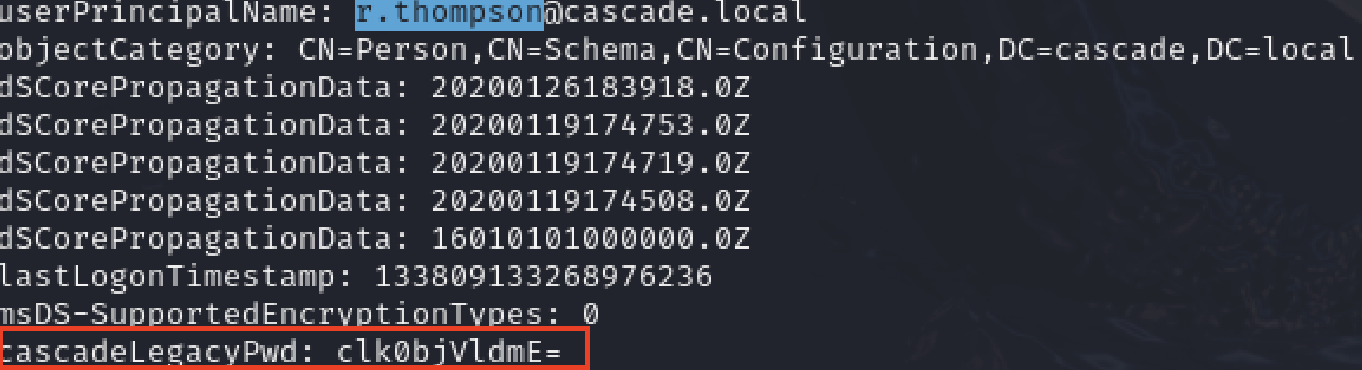 userPrincipalName: r.thompson@cascade.local
objectCategory: CN=Person,CN=Schema,CN=Configuration,DC=cascade,DC=local
dSCorePropagationData: 20200126183918.0Z
dSCorePropagationData: 20200119174753.0Z
dSCorePropagationData: 20200119174719.0Z
dSCorePropagationData: 20200119174508.0Z
dSCorePropagationData: 16010101000000.0Z
lastLogonTimestamp: 133809133268976236
msDS-SupportedEncryptionTypes: 0
cascadeLegacyPwd: clk0bjVldmE=